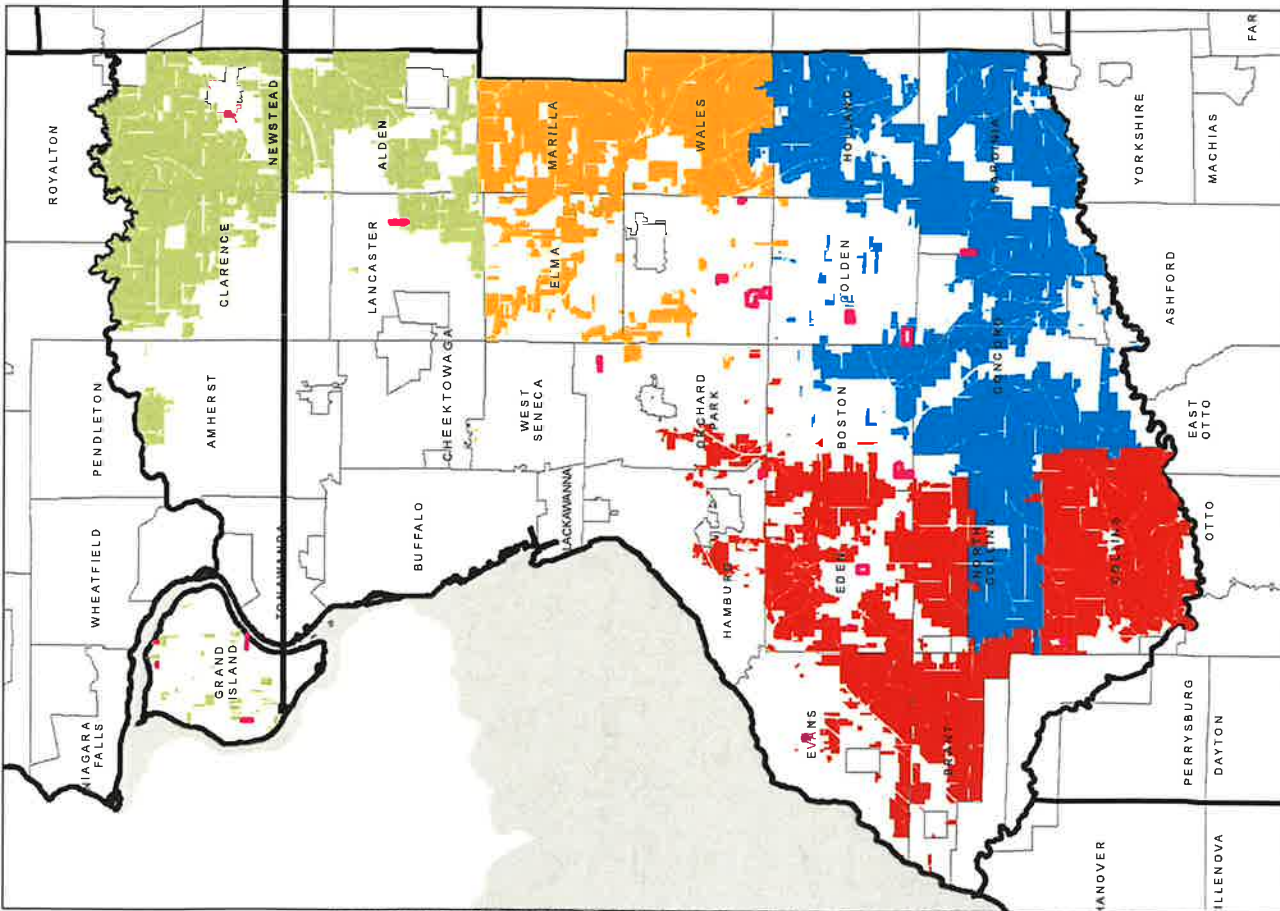 ROYALTON
PENDLETON
WHEATFIELD
NIAGARA
FALLS
NEWSTEAD
CLARENCE
AMHERST
TONAWANDA
GRAND
ISLAND
ALDEN
LANCASTER
CHEEKTOWAGA
BUFFALO
MARILLA
ELMA
WEST
SENECA
LACKAWANNA
WALES
ORCHARD
PARK
HAMBURG
HOLLAND
COLDEN
BOSTON
EDEN
EVANS
SARDINIA
CONCORD
NORTH
COLLINS
BRANT
COLLINS
YORKSHIRE
MACHIAS
FAR
ASHFORD
EAST
OTTO
OTTO
PERRYSBURG
DAYTON
HANOVER
ILLENOVA